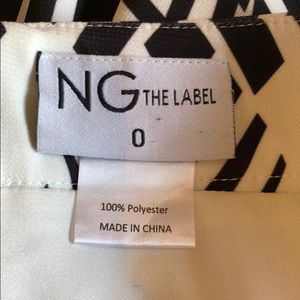 NG THE LABEL
0
100% Polyester
MADE IN CHINA